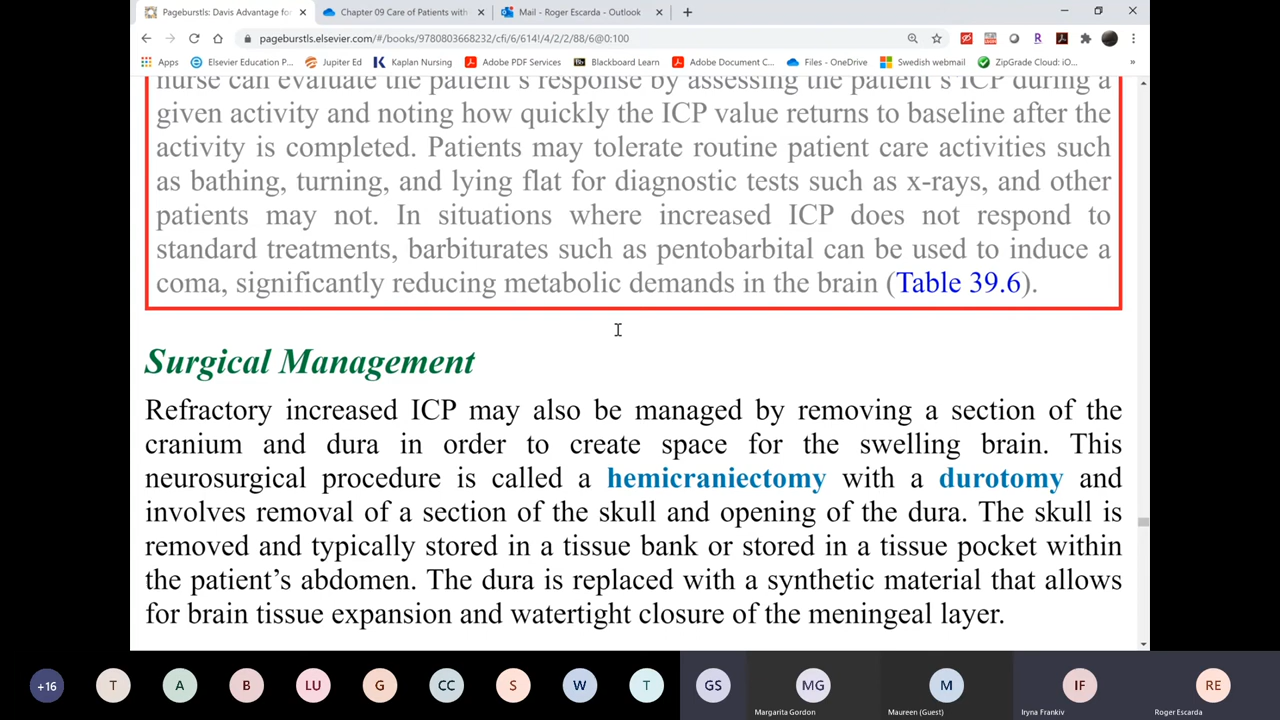 Pageburstls: Davis Advantage for
Chapter 09 Care of Patients with
Mail - Roger Escarda - Outlook
pageburstls.elsevier.com/#/books/9780803668232/cfi/6/614!/4/2/2/88/6@0:100
Apps
Elsevier Education P...
Jupiter Ed
Kaplan Nursing
Adobe PDF Services
Blackboard Learn
Adobe Document C...
Files - OneDrive
Swedish webmail
ZipGrade Cloud: iO...
»
nurse can evaluate the patient's response by assessing the patient's ICP during a
given activity and noting how quickly the ICP value returns to baseline after the
activity is completed. Patients may tolerate routine patient care activities such
as bathing, turning, and lying flat for diagnostic tests such as x-rays, and other
patients may not. In situations where increased ICP does not respond to
standard treatments, barbiturates such as pentobarbital can be used to induce a
coma, significantly reducing metabolic demands in the brain (Table 39.6).
Surgical Management
Refractory increased ICP may also be managed by removing a section of the
cranium and dura in order to create space for the swelling brain. This
neurosurgical procedure is called a hemicraniectomy with a durotomy and
involves removal of a section of the skull and opening of the dura. The skull is
removed and typically stored in a tissue bank or stored in a tissue pocket within
the patient's abdomen. The dura is replaced with a synthetic material that allows
for brain tissue expansion and watertight closure of the meningeal layer.
+16
T
A
B
LU
G
CC
S
W
T
GS
MG
M
IF
RE
Margarita Gordon
Maureen (Guest)
Iryna Frankiv
Roger Escarda